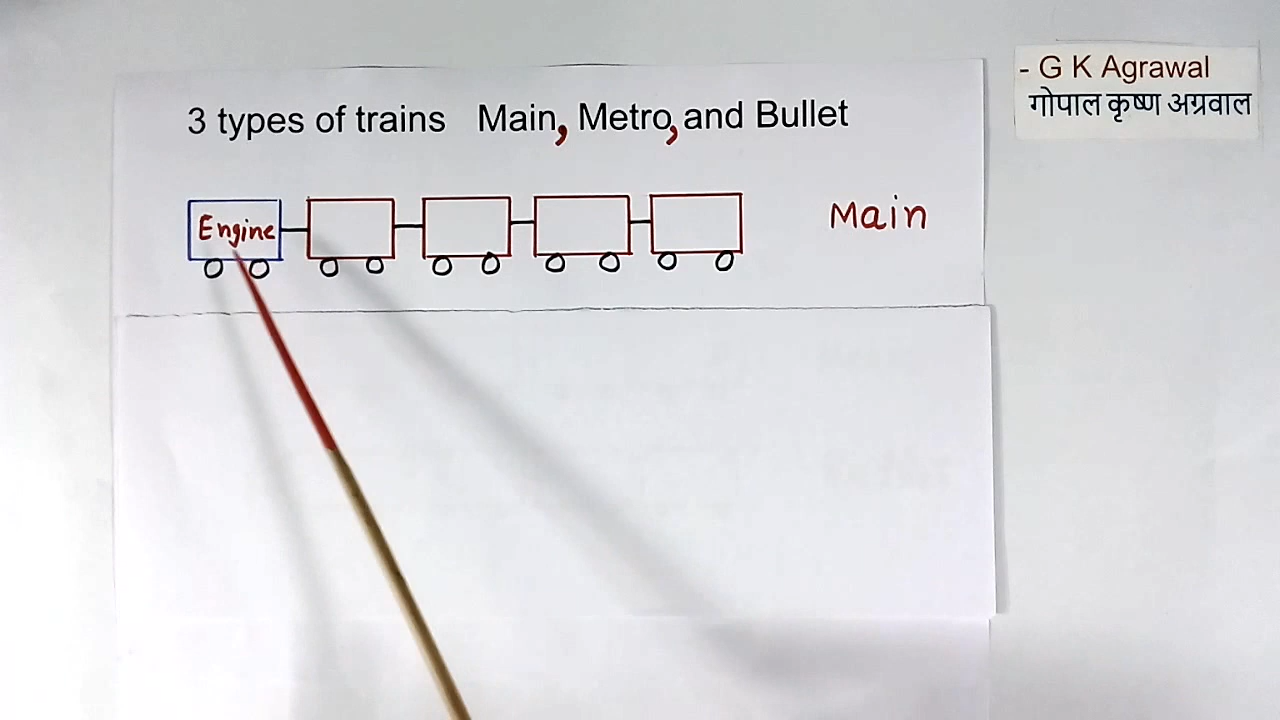 3 types of trains Main, Metro, and Bullet
- G K Agrawal
गोपाल कृष्ण अग्रवाल
Engine
Main